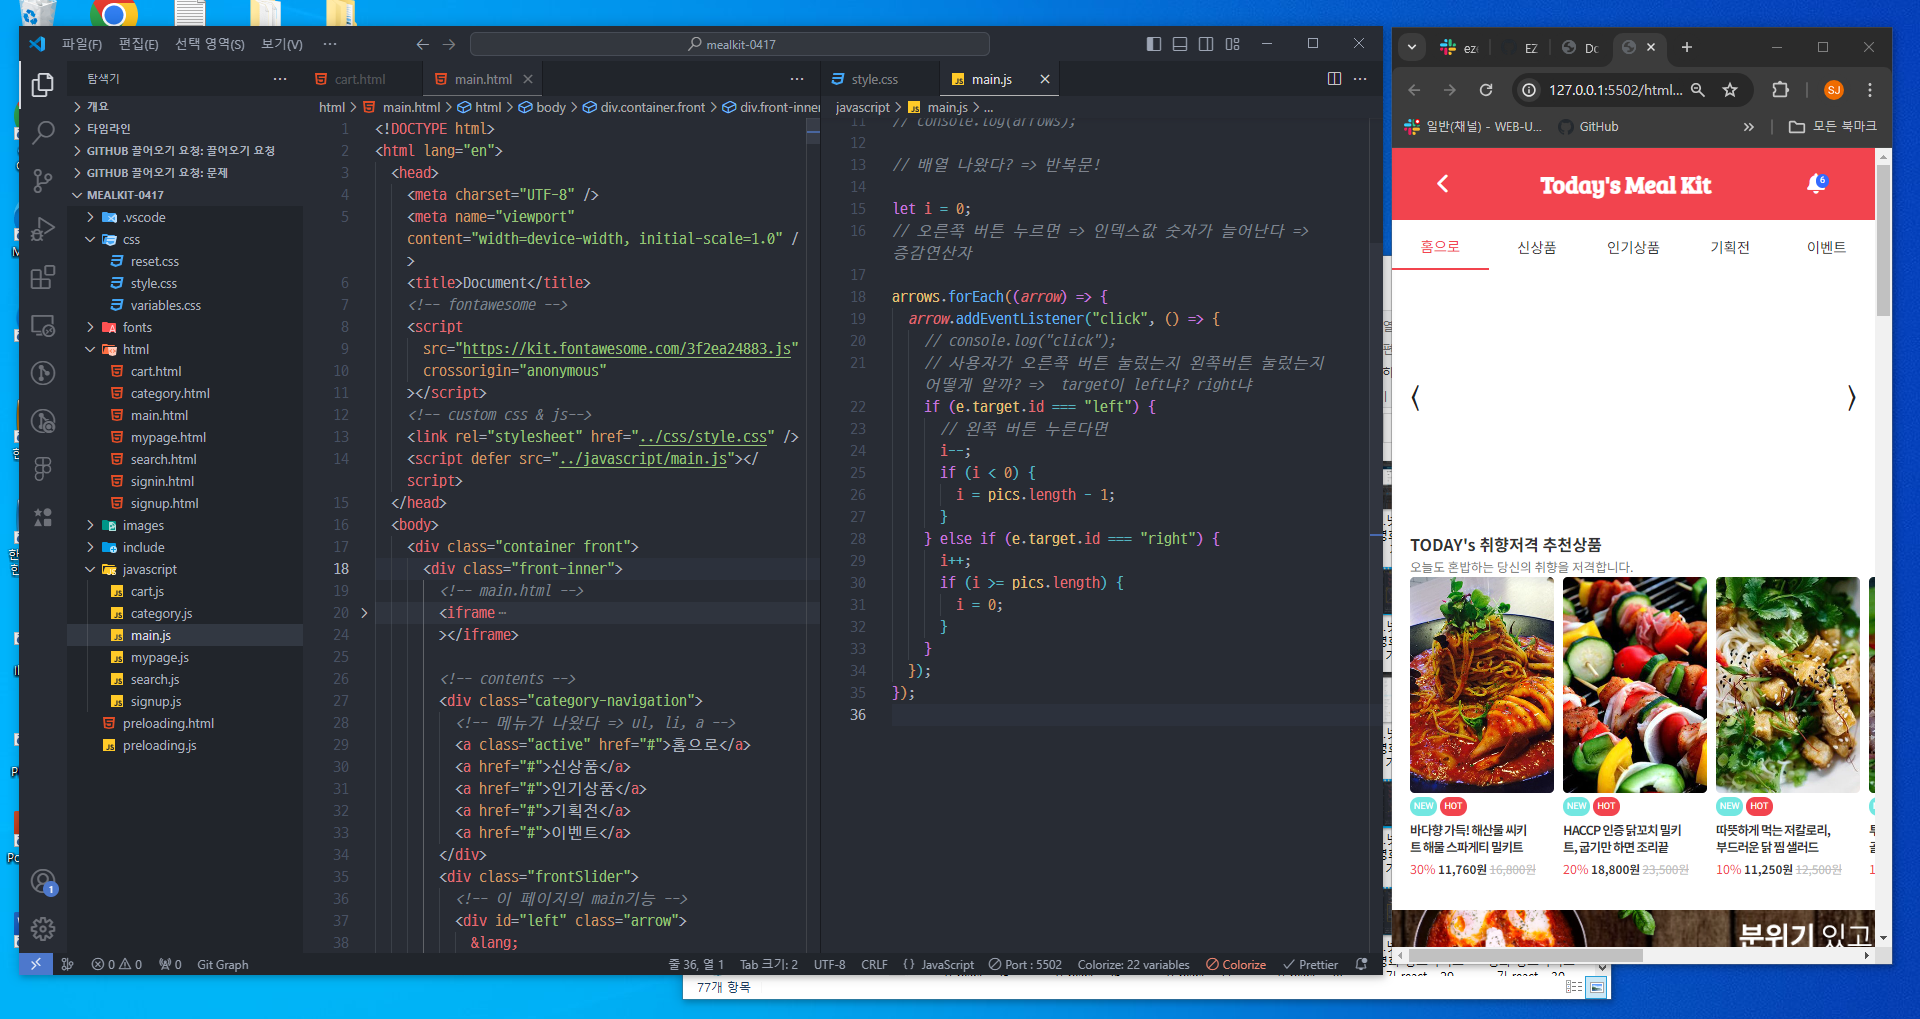 파일(F) 편집(E) 선택 영역(S) 보기(V) ···
mealkit-0417
탐색기
개요
타임라인
GITHUB 끌어오기 요청: 끌어오기 요청
GITHUB 끌어오기 요청: 문제
MEALKIT-0417
.vscode
css
reset.css
style.css
variables.css
fonts
html
cart.html
category.html
main.html
mypage.html
search.html
signin.html
signup.html
images
include
javascript
cart.js
category.js
main.js
mypage.js
search.js
signup.js
preloading.html
preloading.js
1
cart.html
main.html
html > main.html > html > body > div.container.front > div.front-inner
1 <!DOCTYPE html>
2 <html lang="en">
3 <head>
4 <meta charset="UTF-8" />
5 <meta name="viewport"
content="width=device-width, initial-scale=1.0" /
>
6 <title>Document</title>
7 <!-- fontawesome -->
8 <script
9 src="https://kit.fontawesome.com/3f2ea24883.js"
10 crossorigin="anonymous"
11 ></script>
12 <!-- custom css & js-->
13 <link rel="stylesheet" href="../css/style.css" />
14 <script defer src="../javascript/main.js"></
script>
15 </head>
16 <body>
17 <div class="container front">
18 <div class="front-inner">
19 <!-- main.html -->
20 <iframe ···
24 ></iframe>
25
26 <!-- contents -->
27 <div class="category-navigation">
28 <!-- 메뉴가 나왔다 => ul, li, a -->
29 <a class="active" href="#">홈으로</a>
30 <a href="#">신상품</a>
31 <a href="#">인기상품</a>
32 <a href="#">기획전</a>
33 <a href="#">이벤트</a>
34 </div>
35 <div class="frontSlider">
36 <!-- 이 페이지의 main기능 -->
37 <div id="left" class="arrow">
38 &lang;
style.css
main.js
javascript > main.js > ...
11 // console.log(arrows);
12
13 // 배열 나왔다? => 반복문!
14
15 let i = 0;
16 // 오른쪽 버튼 누르면 => 인덱스값 숫자가 늘어난다 =>
증감연산자
17
18 arrows.forEach((arrow) => {
19 arrow.addEventListener("click", () => {
20 // console.log("click");
21 // 사용자가 오른쪽 버튼 눌렀는지 왼쪽버튼 눌렀는지
어떻게 알까? => target이 left냐? right냐
22 if (e.target.id === "left") {
23 // 왼쪽 버튼 누른다면
24 i--;
25 if (i < 0) {
26 i = pics.length - 1;
27 }
28 } else if (e.target.id === "right") {
29 i++;
30 if (i >= pics.length) {
31 i = 0;
32 }
33 }
34 });
35 });
36
0 0 0 Git Graph
줄 36, 열 1 Tab 크기: 2 UTF-8 CRLF {} JavaScript Port : 5502 Colorize: 22 variables Colorize Prettier
77개 항목
EZ
127.0.0.1:5502/html...
SJ
일반(채널) - WEB-U... GitHub » 모든 북마크
Today's Meal Kit
6
홈으로 신상품 인기상품 기획전 이벤트
〈 〉
TODAY's 취향저격 추천상품
오늘도 혼밥하는 당신의 취향을 저격합니다.
NEW HOT
바다향 가득! 해산물 씨키
트 해물 스파게티 밀키트
30% 11,760원 16,800원
NEW HOT
HACCP 인증 닭꼬치 밀키
트, 굽기만 하면 조리끝
20% 18,800원 23,500원
NEW HOT
따뜻하게 먹는 저칼로리,
부드러운 닭 찜 샐러드
10% 11,250원 12,500원
분위기 있고